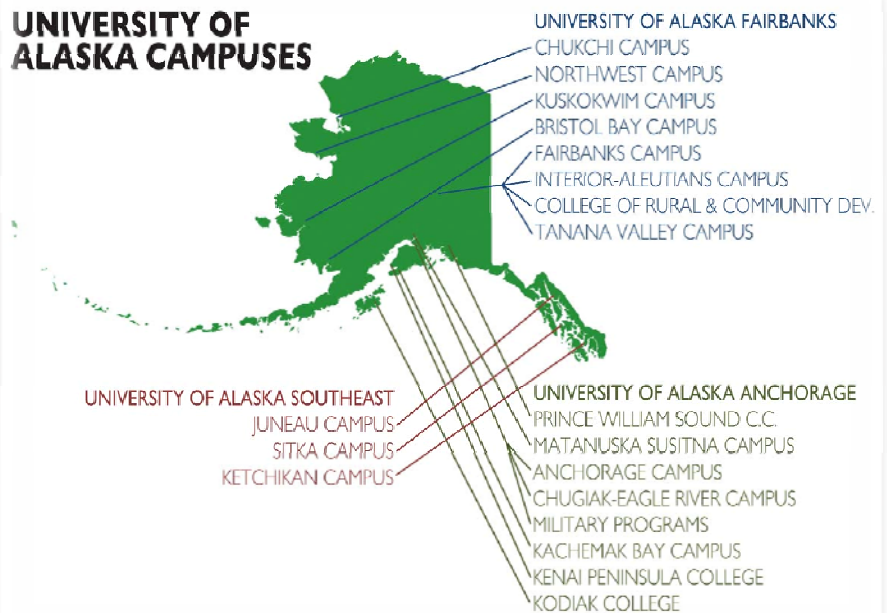 UNIVERSITY OF
ALASKA CAMPUSES
UNIVERSITY OF ALASKA FAIRBANKS
CHUKCHI CAMPUS
NORTHWEST CAMPUS
KUSKOKWIM CAMPUS
BRISTOL BAY CAMPUS
FAIRBANKS CAMPUS
INTERIOR-ALEUTIANS CAMPUS
COLLEGE OF RURAL & COMMUNITY DEV.
TANANA VALLEY CAMPUS
UNIVERSITY OF ALASKA SOUTHEAST
JUNEAU CAMPUS
SITKA CAMPUS
KETCHIKAN CAMPUS
UNIVERSITY OF ALASKA ANCHORAGE
PRINCE WILLIAM SOUND C.C.
MATANUSKA SUSITNA CAMPUS
ANCHORAGE CAMPUS
CHUGIAK-EAGLE RIVER CAMPUS
MILITARY PROGRAMS
KACHEMAK BAY CAMPUS
KENAI PENINSULA COLLEGE
KODIAK COLLEGE